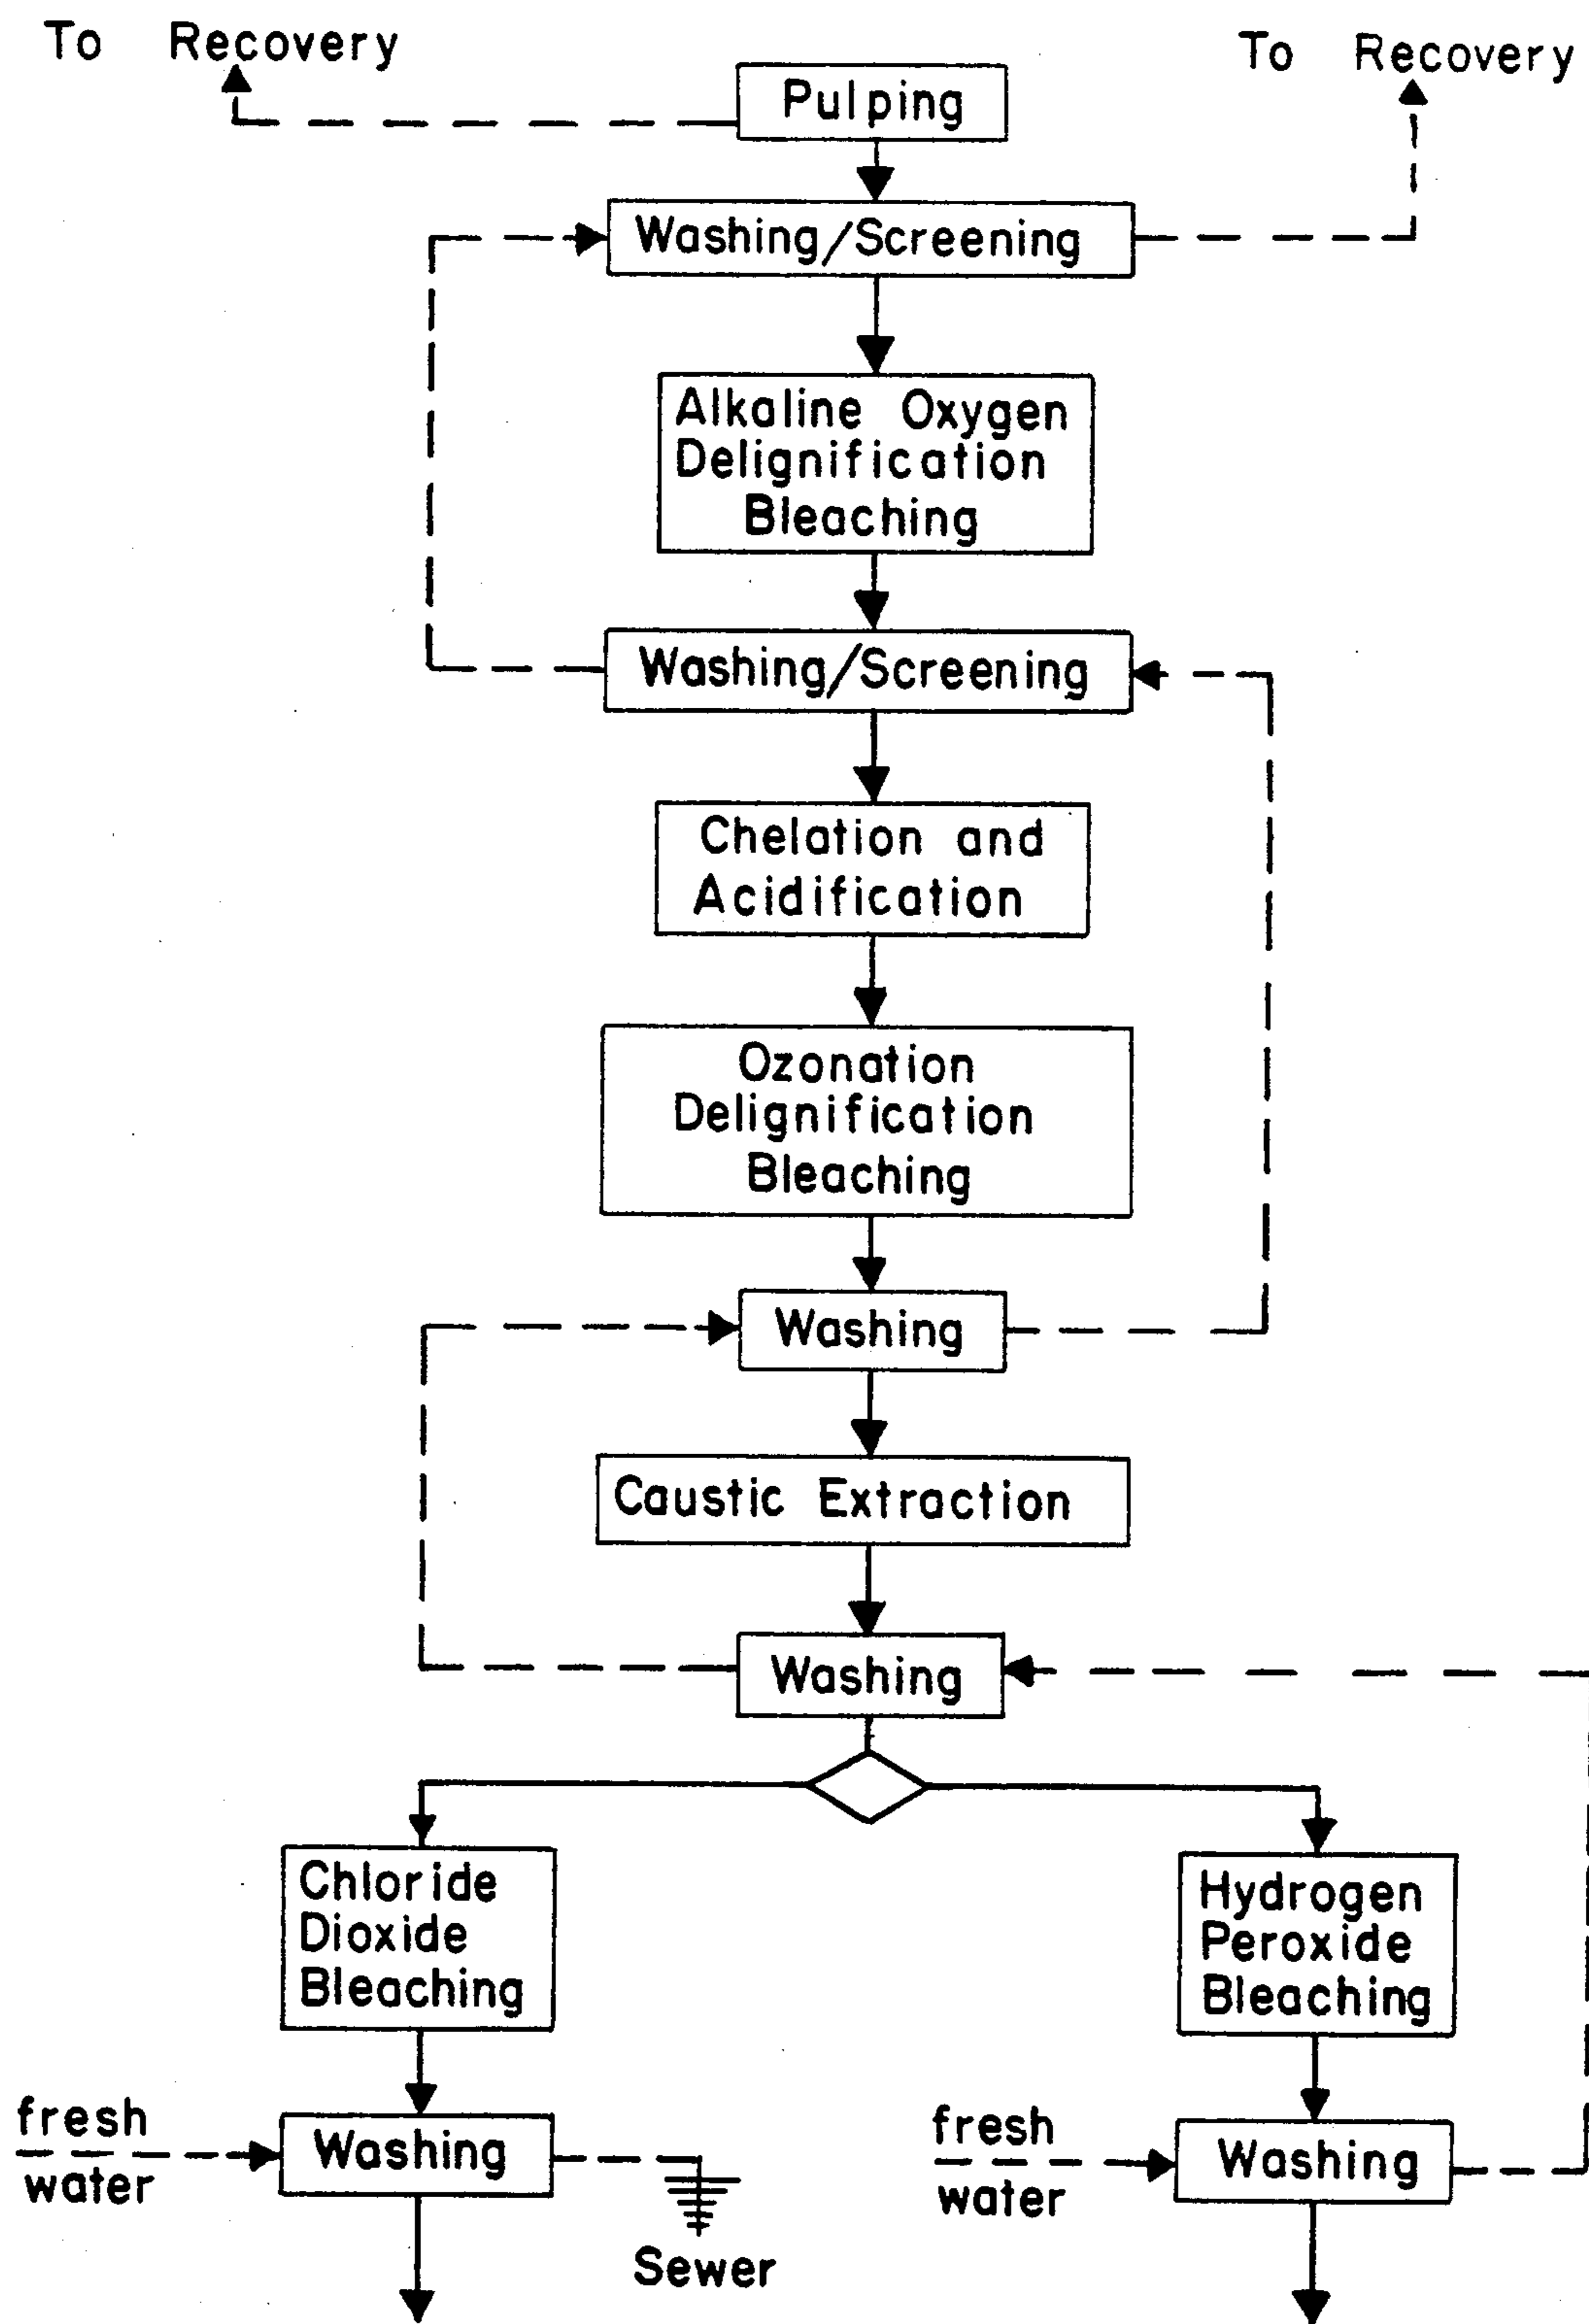 To Recovery
To Recovery
Pulping
Washing/Screening
Alkaline Oxygen
Delignification
Bleaching
Washing/Screening
Chelation and
Acidification
Ozonation
Delignification
Bleaching
Washing
Caustic Extraction
Washing
Chloride
Dioxide
Bleaching
Hydrogen
Peroxide
Bleaching
fresh
water
Washing
Sewer
fresh
water
Washing